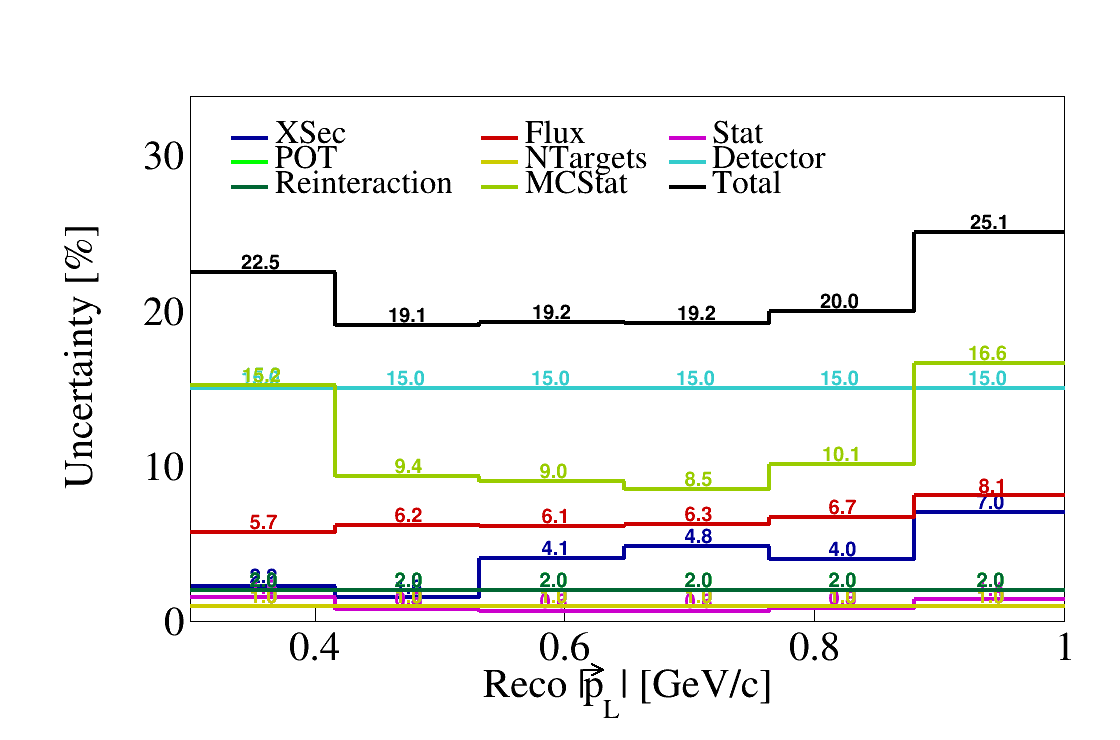 XSec Flux Stat
POT NTargets Detector
Reinteraction MCStat Total
Uncertainty [%]
30
20
10
0
22.5 19.1 19.2 19.2 20.0 25.1
15.0 15.0 15.0 15.0 15.0
9.4 9.0 8.5 10.1 16.6
5.7 6.2 6.1 6.3 6.7 8.1
4.1 4.8 4.0 7.0
2.0 2.0 2.0 2.0 2.0
0.4 0.6 0.8 1
Reco |p⃗L| [GeV/c]